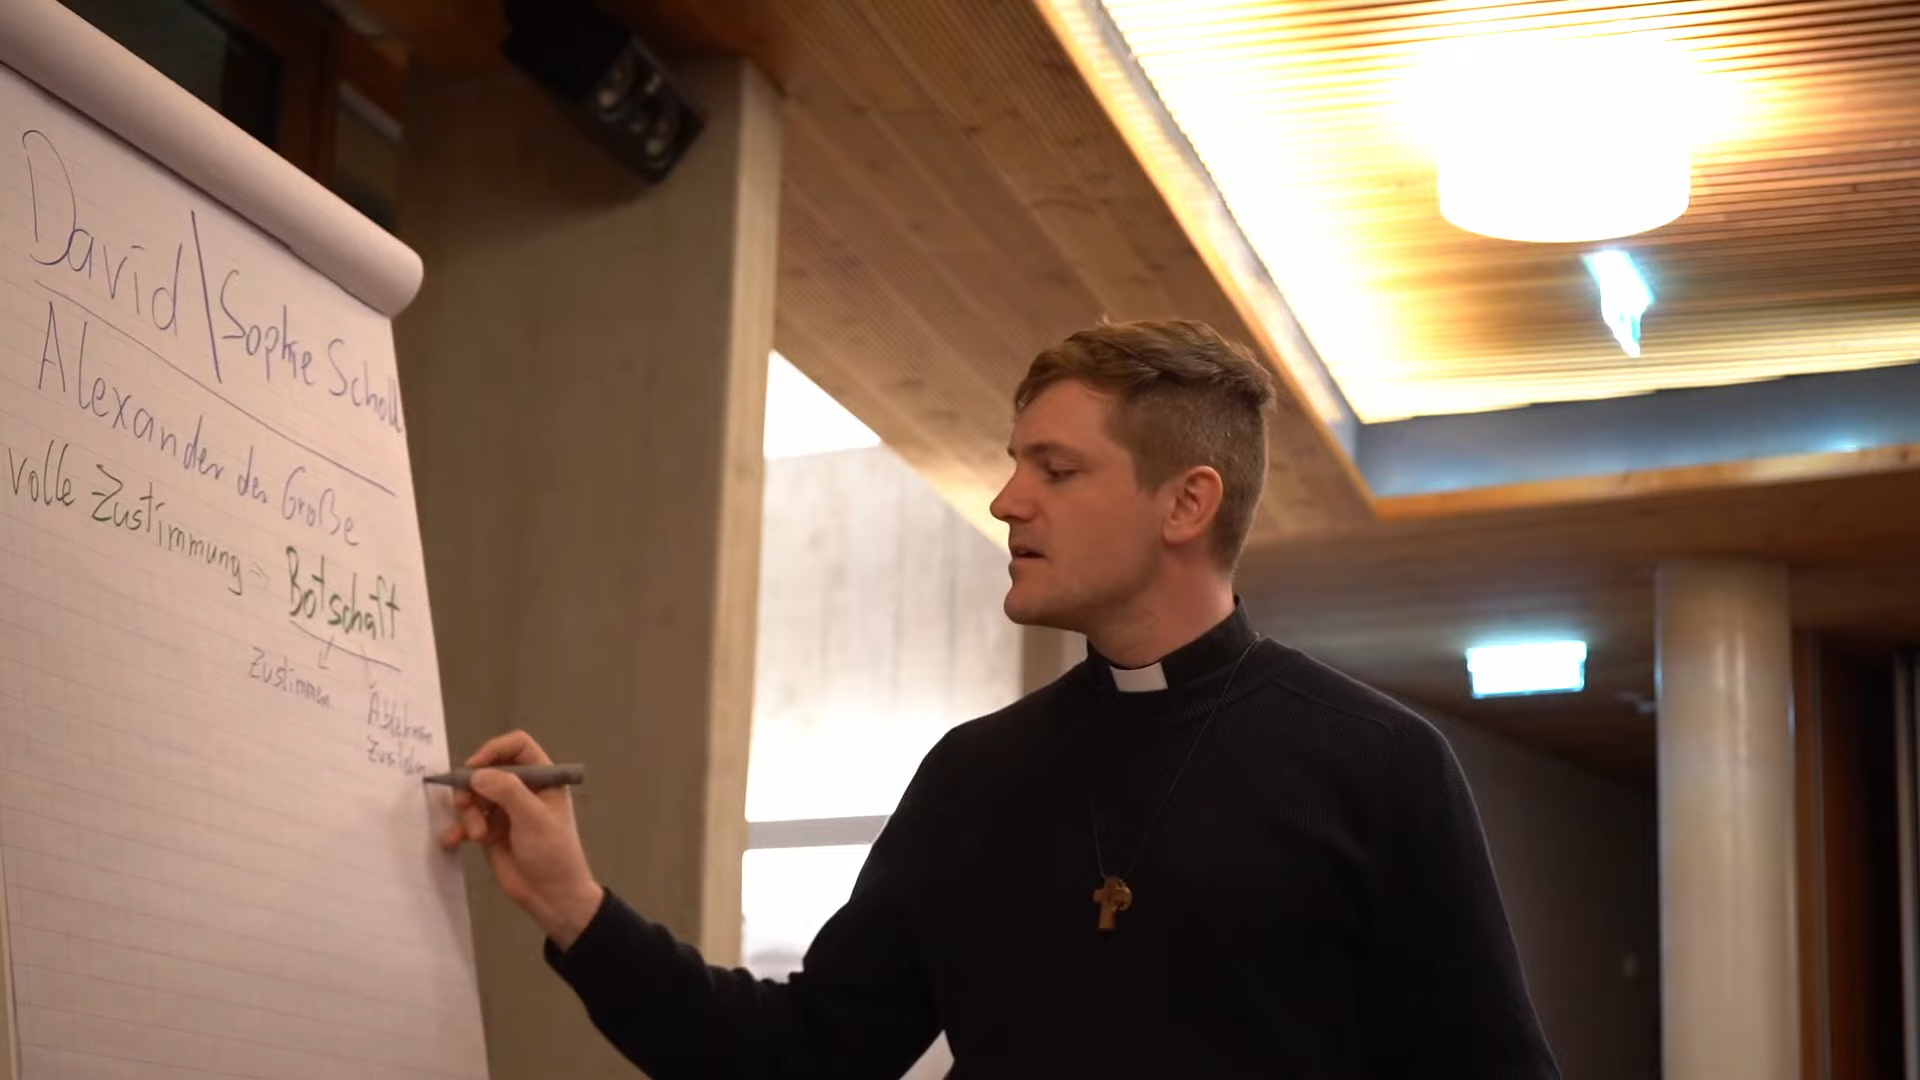 David | Sophie Scholl
Alexander der Große
volle Zustimmung => Botschaft
Zustimmen
Ablehnen